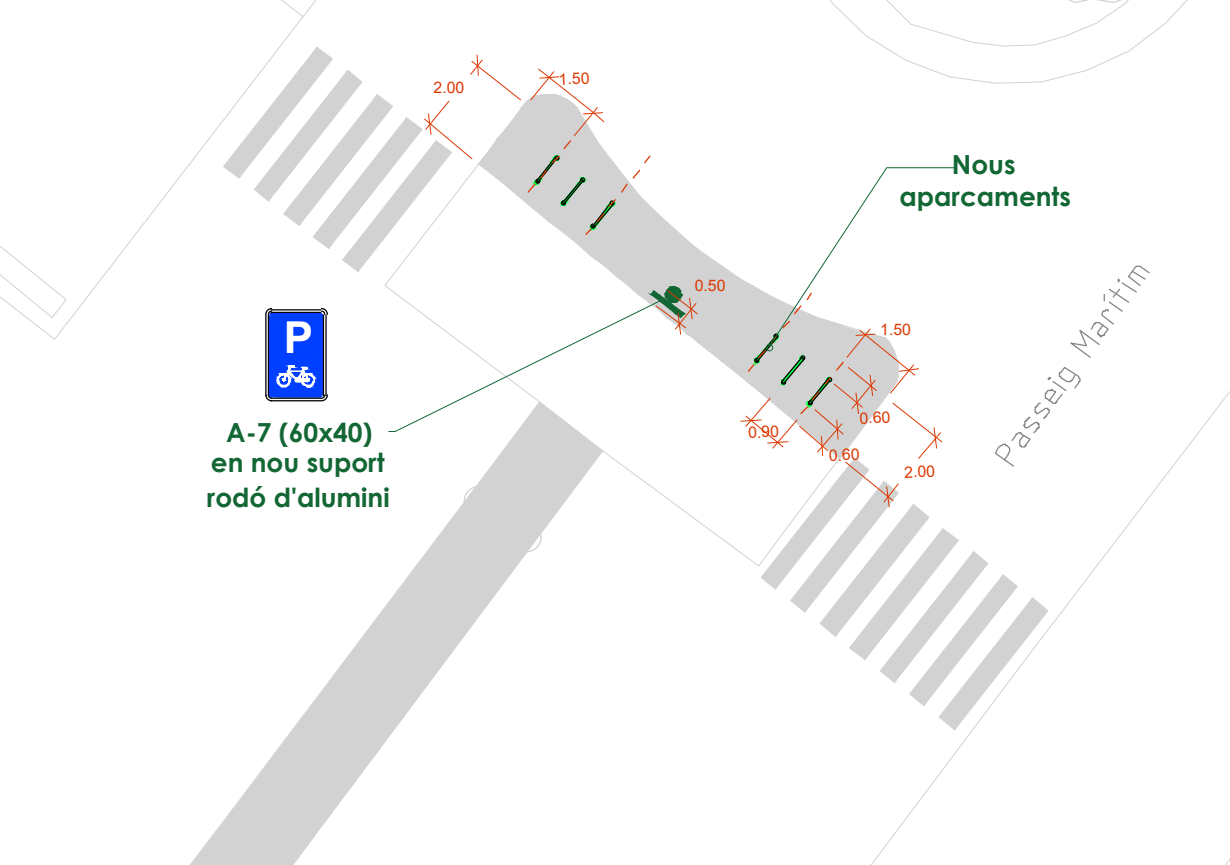 2.00
1.50
Nous
aparcaments
0.50
Passeig Marítim
P
1.50
0.60
0.90
0.60
2.00
A-7 (60x40)
en nou suport
rodó d'alumini